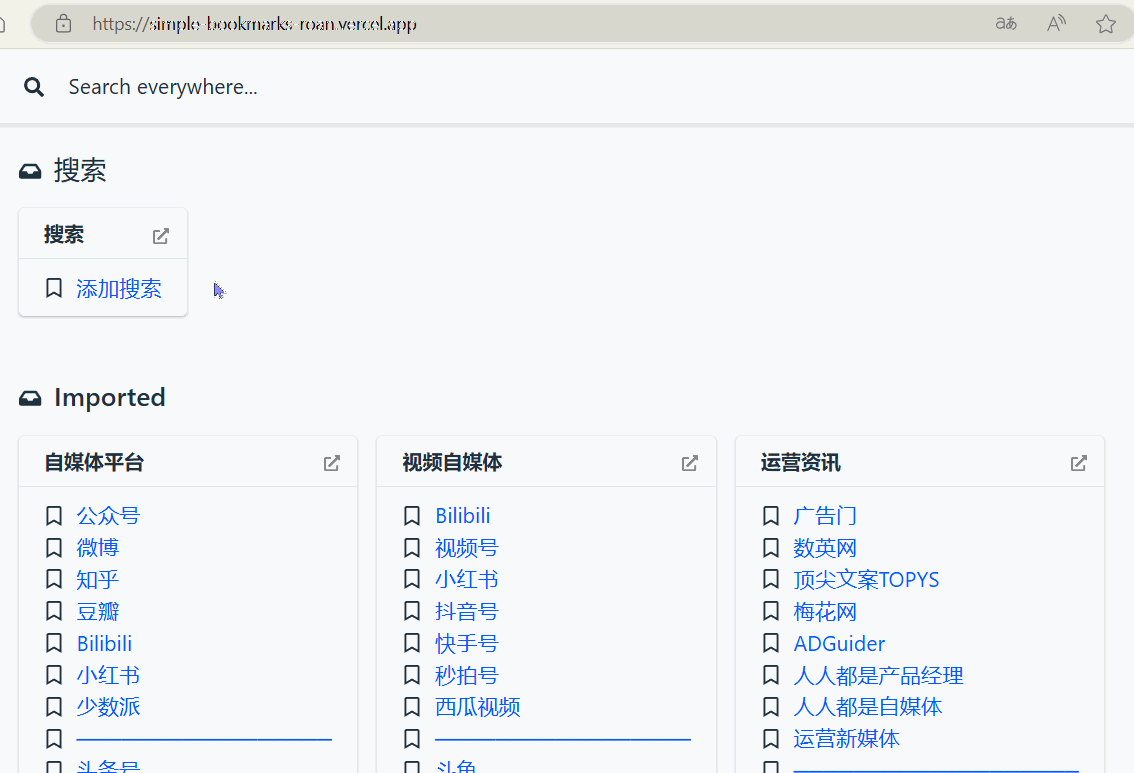 https://simple-bookmarks-roan.vercel.app
Search everywhere...
搜索
搜索
添加搜索
Imported
自媒体平台
公众号
微博
知乎
豆瓣
Bilibili
小红书
少数派
头条号
视频自媒体
Bilibili
视频号
小红书
抖音号
快手号
秒拍号
西瓜视频
斗鱼
运营资讯
广告门
数英网
顶尖文案TOPYS
梅花网
ADGuider
人人都是产品经理
人人都是自媒体
运营新媒体